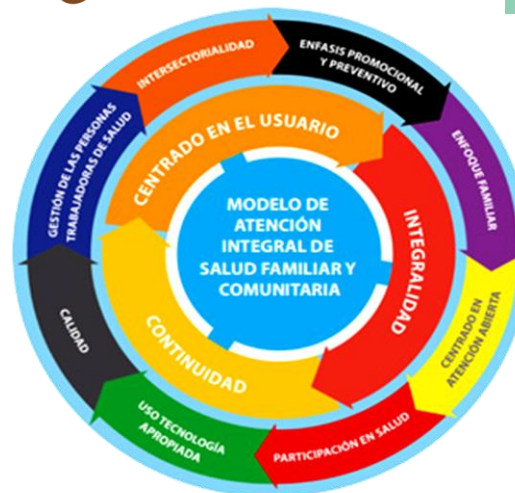 MODELO DE
ATENCIÓN
INTEGRAL DE
SALUD FAMILIAR Y
COMUNITARIA
CENTRADO EN EL USUARIO
INTEGRALIDAD
CONTINUIDAD
INTERSECTORIALIDAD
ENFASIS PROMOCIONAL
Y PREVENTIVO
ENFOQUE FAMILIAR
CENTRADO EN
ATENCIÓN ABIERTA
PARTICIPACIÓN EN SALUD
USO TECNOLOGÍA
APROPIADA
CALIDAD
GESTIÓN DE LAS PERSONAS
TRABAJADORAS DE SALUD